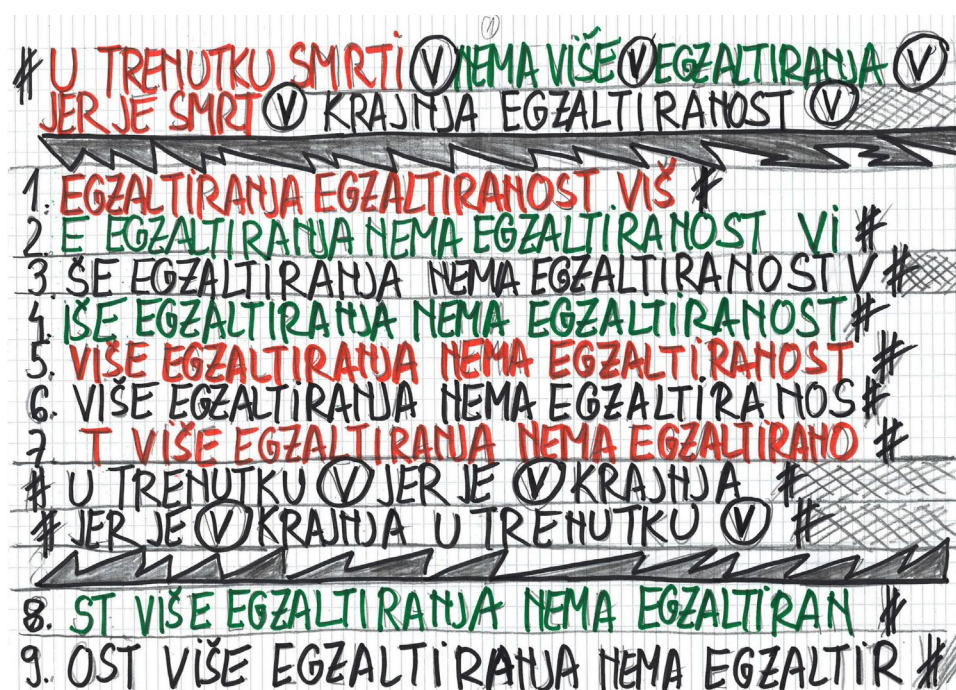 1
# U TRENUTKU SMRTI V NEMA VIŠE V EGZALTIRANJA V
JER JE SMRT V KRAJNJA EGZALTIRANOST V
1. EGZALTIRANJA EGZALTIRANOST VIŠ #
2. E EGZALTIRANJA NEMA EGZALTIRANOST VI #
3. ŠE EGZALTIRANJA NEMA EGZALTIRANOST V #
4. IŠE EGZALTIRANJA NEMA EGZALTIRANOST #
5. VIŠE EGZALTIRANJA NEMA EGZALTIRANOST #
6. VIŠE EGZALTIRANJA NEMA EGZALTIRANOS #
7. T VIŠE EGZALTIRANJA NEMA EGZALTIRANO #
# U TRENUTKU V JER JE V KRAJNJA #
# JER JE V KRAJNJA U TRENUTKU V #
8. ST VIŠE EGZALTIRANJA NEMA EGZALTIRAN #
9. OST VIŠE EGZALTIRANJA NEMA EGZALTIR #